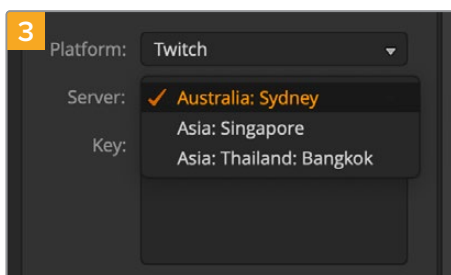 3
Platform: Twitch
Server: ✓ Australia: Sydney
Asia: Singapore
Key:
Asia: Thailand: Bangkok